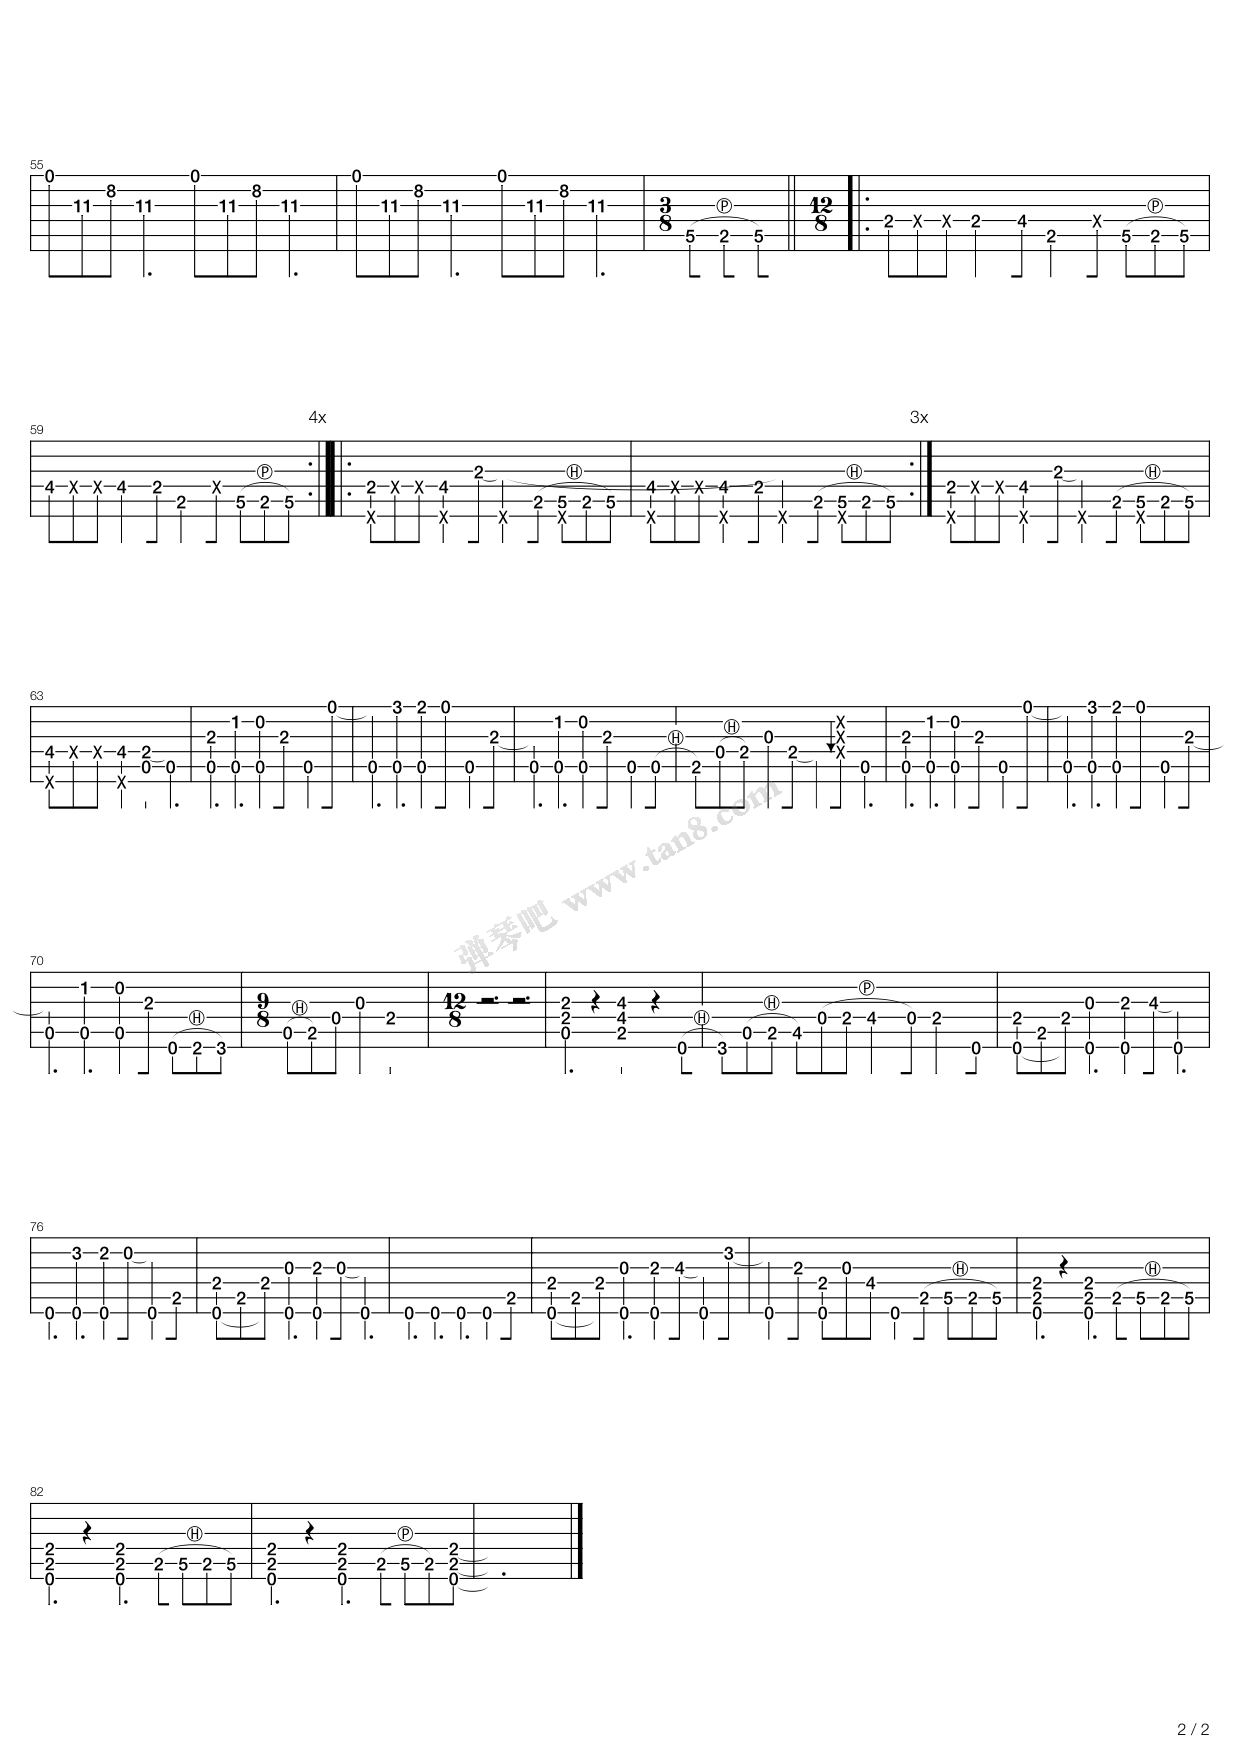 55
0 11 8 11 0 11 8 11 0 11 8 11 0 11 8 11 3 8 5 2 5 P 12 8 2 X X 2 4 2 X 5 2 5 P
4x 3x
59
4 X X 4 2 2 X 5 2 5 P 2 X X X 4 X 2 X 2 5 X 2 5 H 4 X X X 4 X 2 X 2 5 X 2 5 H 2 X X X 4 X 2 X 2 5 X 2 5 H
63
4 X X X 4 X 2 0 0 2 0 1 0 0 0 2 0 0 0 3 0 2 0 0 0 2 0 1 0 0 0 2 0 0 H 2 0 2 H 0 2 X X X 0 2 0 1 0 0 0 2 0 0 0 3 0 2 0 0 0 2
弹琴吧 www.tan8.com
70
0 1 0 0 0 2 0 2 3 H 9 8 0 2 H 0 0 2 12 8 2 2 0 4 4 2 0 H 3 0 2 4 H 0 2 4 0 P 2 0 2 0 2 2 0 0 2 0 4 0
76
0 3 0 2 0 0 0 2 2 0 2 2 0 0 2 0 0 0 0 0 0 0 2 2 0 2 2 0 0 2 0 4 0 3 0 2 2 0 0 4 0 2 5 2 5 H 2 2 0 2 2 0 2 5 2 5 H
82
2 2 0 2 2 0 2 5 2 5 H 2 2 0 2 2 0 2 5 2 P 2 2 0
2 / 2